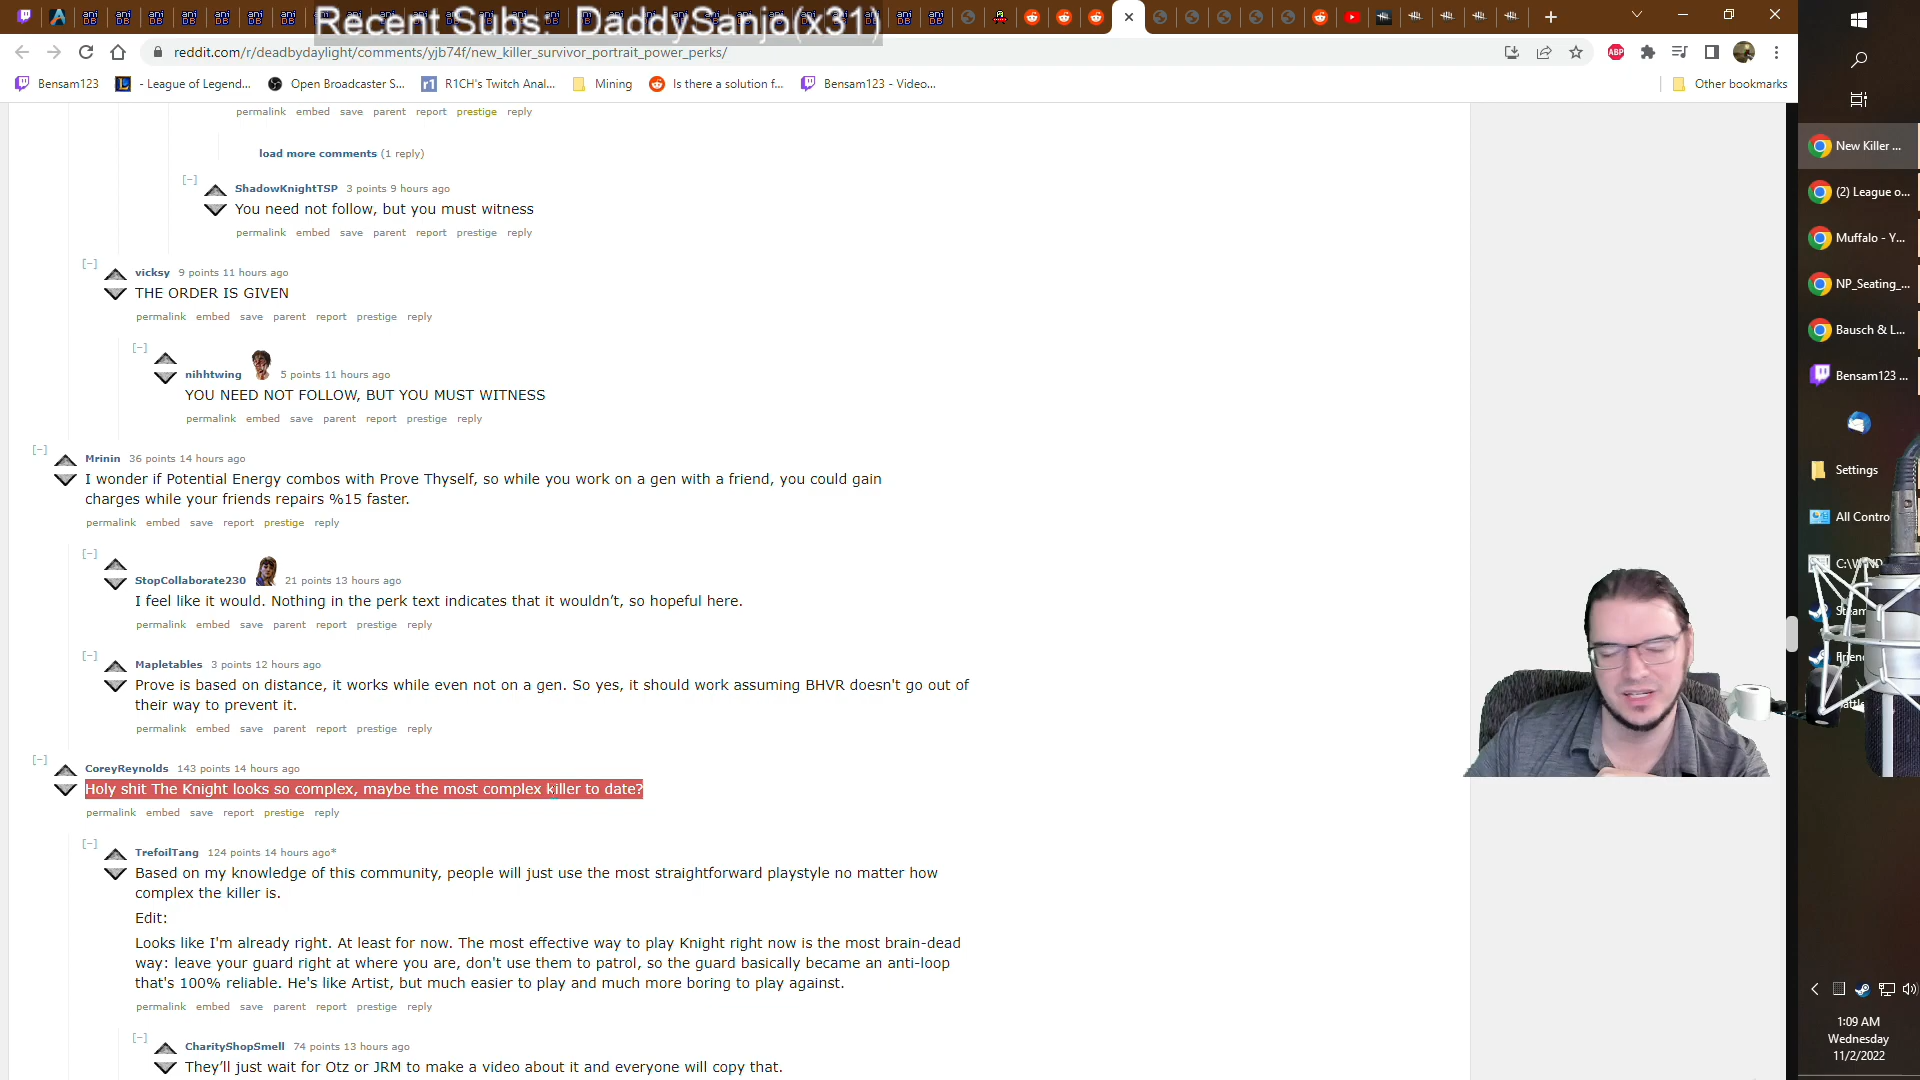 Recent Subs: DaddySanjo(x31)
reddit.com/r/deadbydaylight/comments/yjb74f/new_killer_survivor_portrait_power_perks/
Bensam123
- League of Legend...
Open Broadcaster S...
R1CH's Twitch Anal...
Mining
Is there a solution f...
Bensam123 - Video...
Other bookmarks
permalink embed save parent report prestige reply
load more comments (1 reply)
[-]
ShadowKnightTSP 3 points 9 hours ago
You need not follow, but you must witness
permalink embed save parent report prestige reply
[-]
vicksy 9 points 11 hours ago
THE ORDER IS GIVEN
permalink embed save parent report prestige reply
[-]
nihhtwing 5 points 11 hours ago
YOU NEED NOT FOLLOW, BUT YOU MUST WITNESS
permalink embed save parent report prestige reply
[-]
Mrinin 36 points 14 hours ago
I wonder if Potential Energy combos with Prove Thyself, so while you work on a gen with a friend, you could gain
charges while your friends repairs %15 faster.
permalink embed save report prestige reply
[-]
StopCollaborate230 21 points 13 hours ago
I feel like it would. Nothing in the perk text indicates that it wouldn't, so hopeful here.
permalink embed save parent report prestige reply
[-]
Mapletables 3 points 12 hours ago
Prove is based on distance, it works while even not on a gen. So yes, it should work assuming BHVR doesn't go out of
their way to prevent it.
permalink embed save parent report prestige reply
[-]
CoreyReynolds 143 points 14 hours ago
Holy shit The Knight looks so complex, maybe the most complex killer to date?
permalink embed save report prestige reply
[-]
TrefoilTang 124 points 14 hours ago*
Based on my knowledge of this community, people will just use the most straightforward playstyle no matter how
complex the killer is.
Edit:
Looks like I'm already right. At least for now. The most effective way to play Knight right now is the most brain-dead
way: leave your guard right at where you are, don't use them to patrol, so the guard basically became an anti-loop
that's 100% reliable. He's like Artist, but much easier to play and much more boring to play against.
permalink embed save parent report prestige reply
[-]
CharityShopSmell 74 points 13 hours ago
They'll just wait for Otz or JRM to make a video about it and everyone will copy that.
New Killer ...
(2) League o...
Muffalo - Y...
NP_Seating_...
Bausch & L...
Bensam123 ...
Settings
All Contro
Steam
1:09 AM
Wednesday
11/2/2022